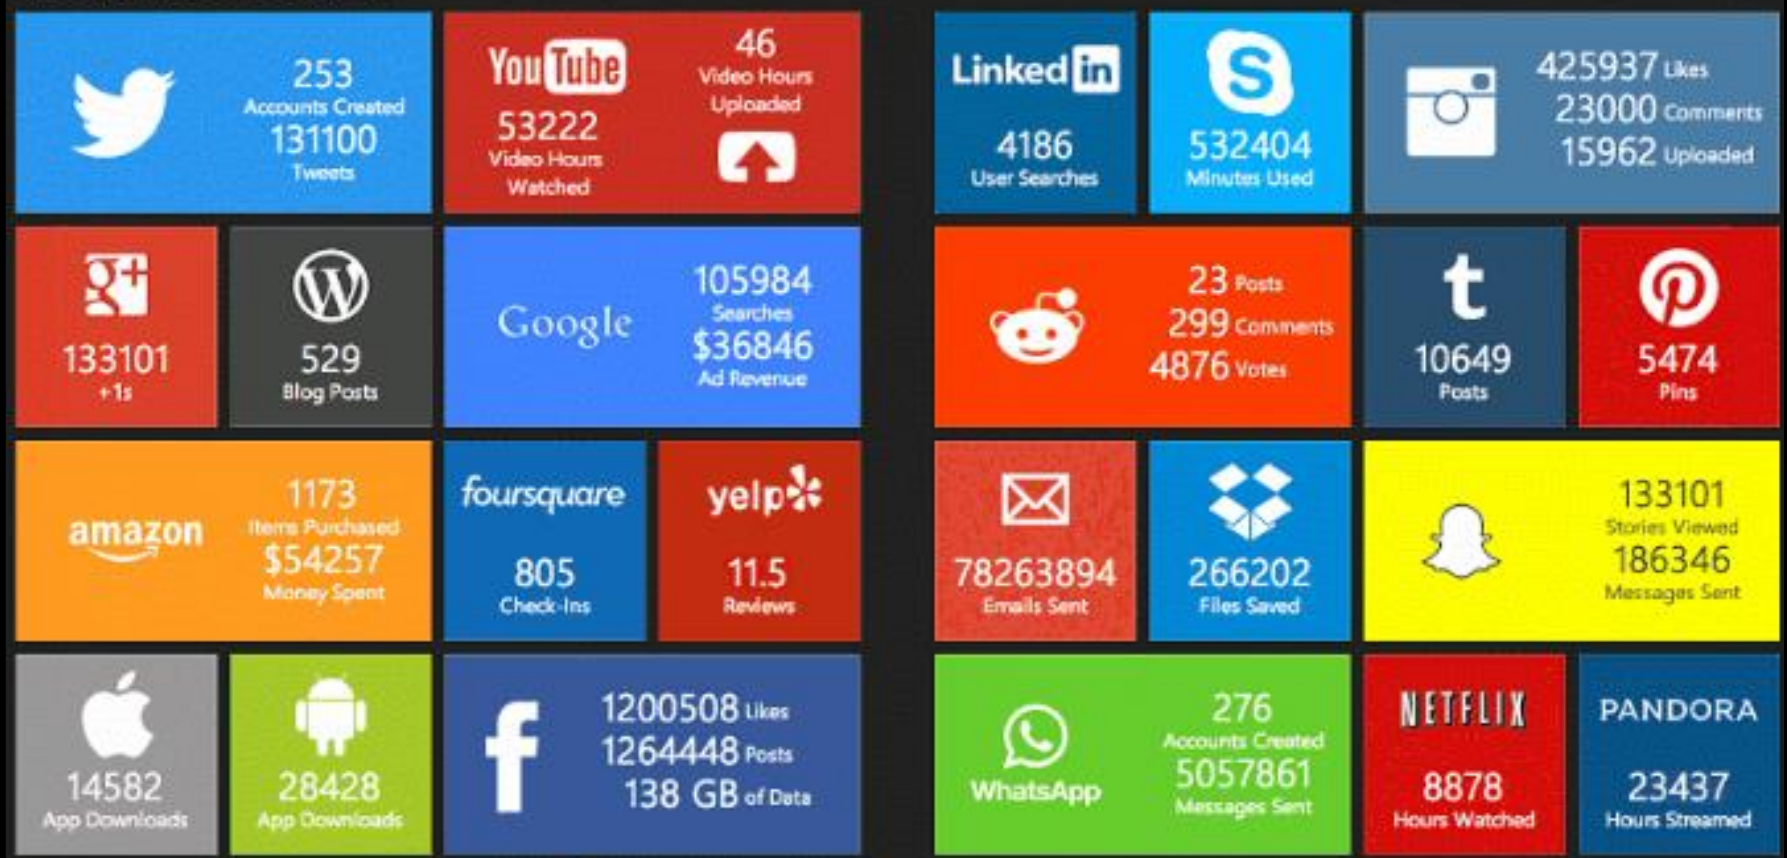 253
Accounts Created
131100
Tweets
YouTube
53222
Video Hours
Watched
46
Video Hours
Uploaded
Linked in
4186
User Searches
S
532404
Minutes Used
425937 Likes
23000 Comments
15962 Uploaded
g+
133101
+1s
W
529
Blog Posts
Google
105984
Searches
$36846
Ad Revenue
23 Posts
299 Comments
4876 Votes
t
10649
Posts
P
5474
Pins
amazon
1173
Items Purchased
$54257
Money Spent
foursquare
805
Check-Ins
yelp
11.5
Reviews
78263894
Emails Sent
266202
Files Saved
133101
Stories Viewed
186346
Messages Sent
14582
App Downloads
28428
App Downloads
f
1200508 Likes
1264448 Posts
138 GB of Data
WhatsApp
276
Accounts Created
5057861
Messages Sent
NETFLIX
8878
Hours Watched
PANDORA
23437
Hours Streamed